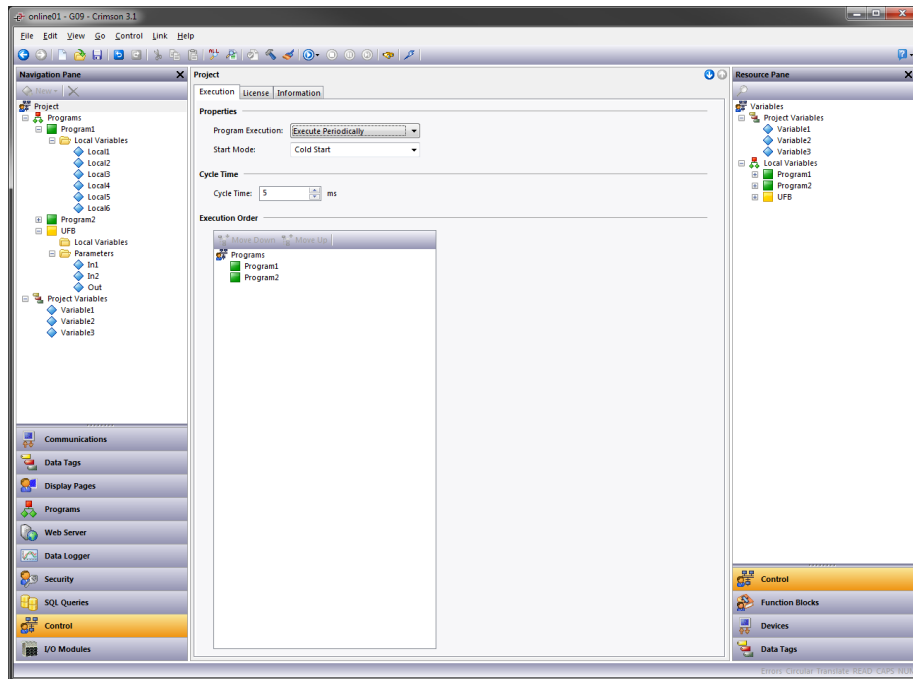 online01 - G09 - Crimson 3.1
File Edit View Go Control Link Help
Navigation Pane
New
Project
Programs
Program1
Local Variables
Local1
Local2
Local3
Local4
Local5
Local6
Program2
UFB
Local Variables
Parameters
In1
In2
Out
Project Variables
Variable1
Variable2
Variable3
Communications
Data Tags
Display Pages
Programs
Web Server
Data Logger
Security
SQL Queries
Control
I/O Modules
Project
Execution License Information
Properties
Program Execution: Execute Periodically
Start Mode: Cold Start
Cycle Time
Cycle Time: 5 ms
Execution Order
Move Down Move Up
Programs
Program1
Program2
Resource Pane
Variables
Project Variables
Variable1
Variable2
Variable3
Local Variables
Program1
Program2
UFB
Control
Function Blocks
Devices
Data Tags
Errors Circular Translate READ CAPS NUM